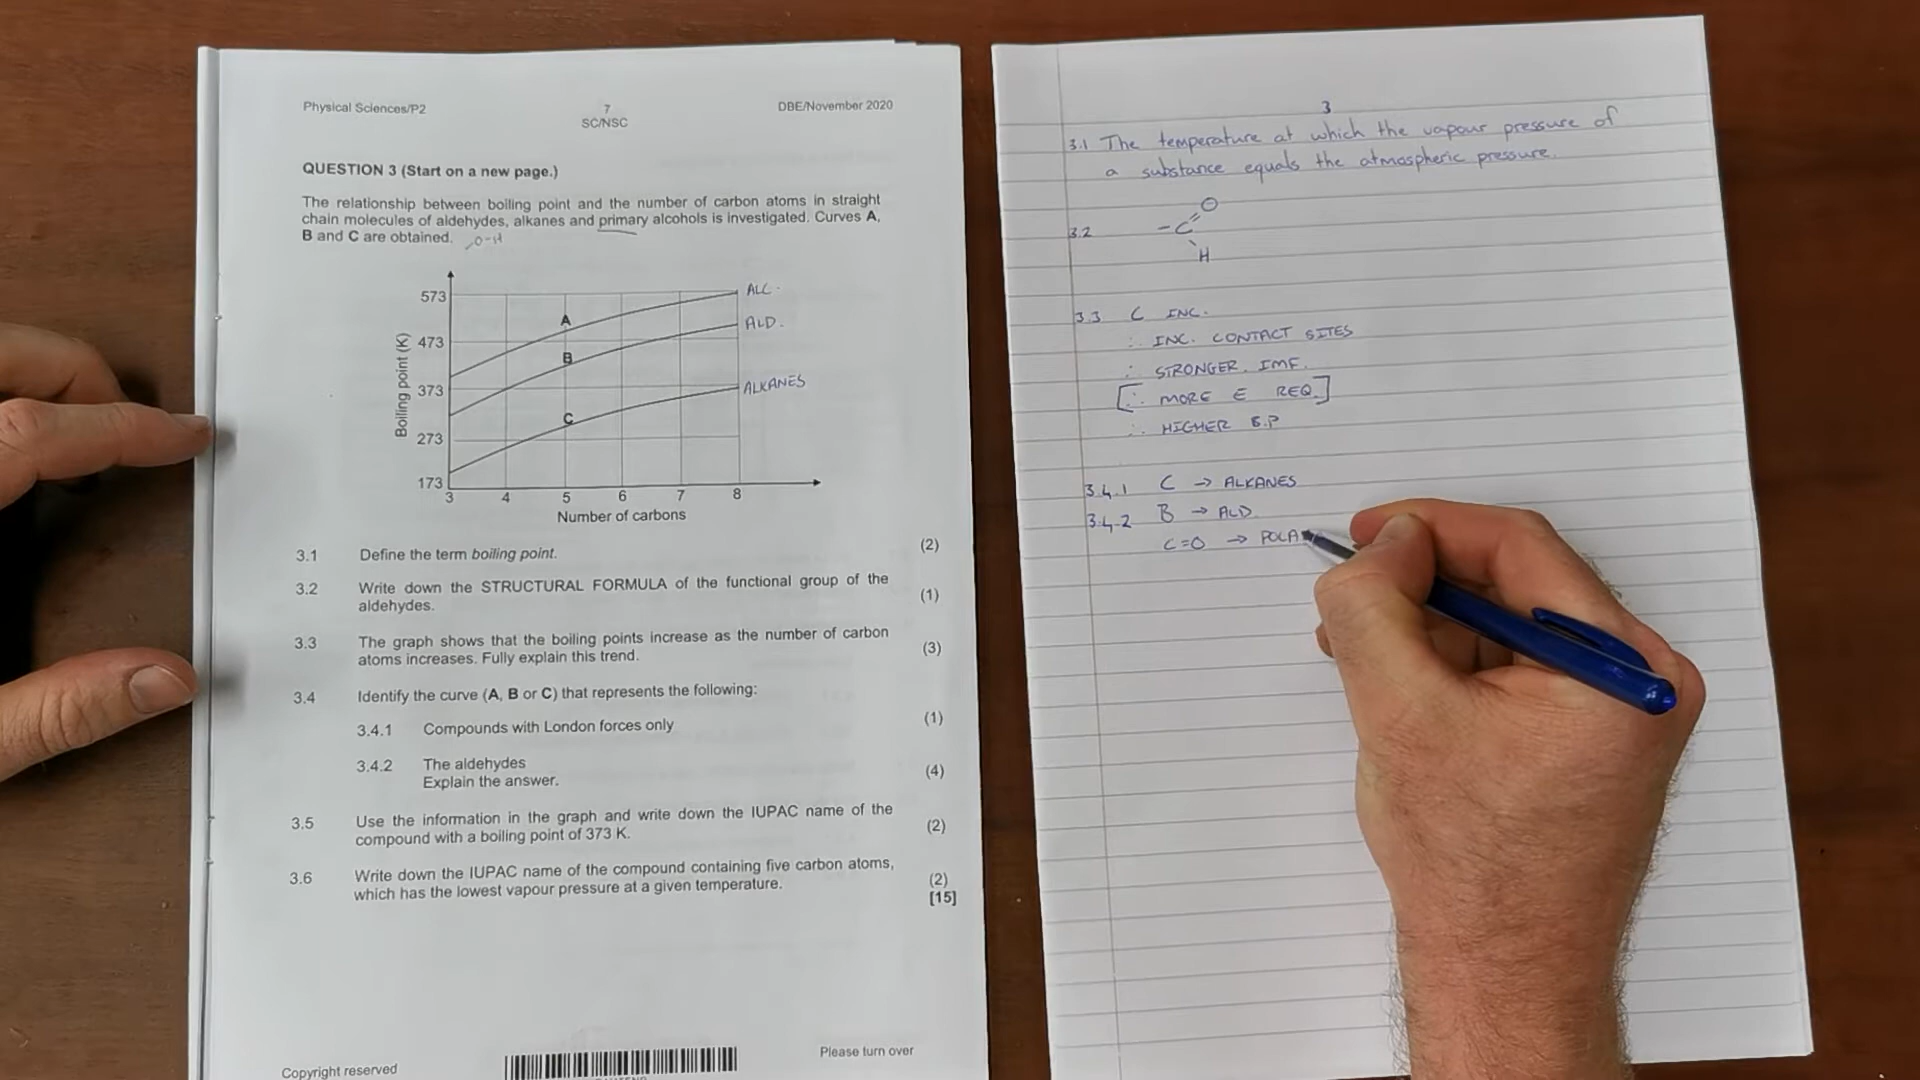 Physical Sciences/P2
7
SC/NSC
DBE/November 2020
QUESTION 3 (Start on a new page.)
The relationship between boiling point and the number of carbon atoms in straight
chain molecules of aldehydes, alkanes and primary alcohols is investigated. Curves A,
B and C are obtained.
O-H
573
473
373
273
173
Boiling point (K)
A
B
C
ALC.
ALD.
ALKANES
3 4 5 6 7 8
Number of carbons
3.1 Define the term boiling point. (2)
3.2 Write down the STRUCTURAL FORMULA of the functional group of the
aldehydes. (1)
3.3 The graph shows that the boiling points increase as the number of carbon
atoms increases. Fully explain this trend. (3)
3.4 Identify the curve (A, B or C) that represents the following:
3.4.1 Compounds with London forces only (1)
3.4.2 The aldehydes
Explain the answer. (4)
3.5 Use the information in the graph and write down the IUPAC name of the
compound with a boiling point of 373 K. (2)
3.6 Write down the IUPAC name of the compound containing five carbon atoms,
which has the lowest vapour pressure at a given temperature. (2)
[15]
Copyright reserved
Please turn over
3
3.1 The temperature at which the vapour pressure of
a substance equals the atmospheric pressure.
3.2 -C=O
H
3.3 C INC.
∴ INC. CONTACT SITES
∴ STRONGER IMF.
[∴ MORE E REQ.]
∴ HIGHER B.P
3.4.1 C → ALKANES
3.4.2 B → ALD.
C=O → POLA